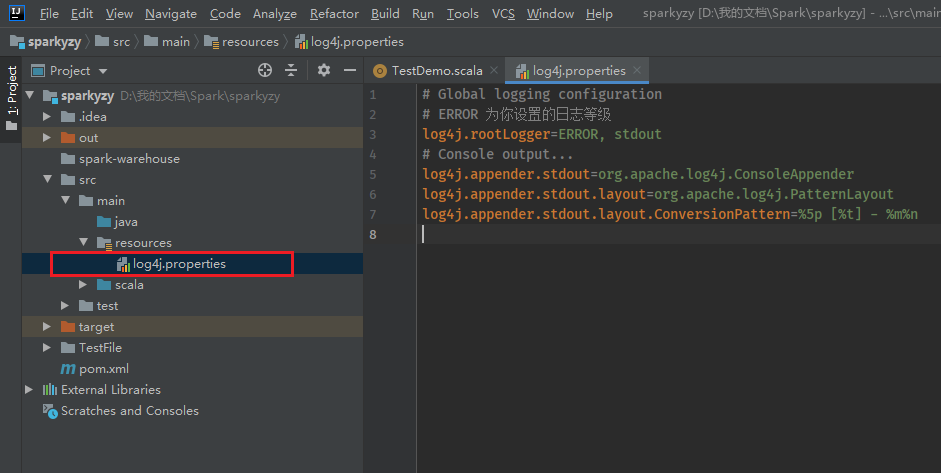 IJ File Edit View Navigate Code Analyze Refactor Build Run Tools VCS Window Help sparkyzy [D:\我的文档\Spark\sparkyzy] - ...\src\main
sparkyzy src main resources log4j.properties
1: Project
Project
TestDemo.scala log4j.properties
sparkyzy D:\我的文档\Spark\sparkyzy
.idea
out
spark-warehouse
src
main
java
resources
log4j.properties
scala
test
target
TestFile
pom.xml
External Libraries
Scratches and Consoles
1 # Global logging configuration
2 # ERROR 为你设置的日志等级
3 log4j.rootLogger=ERROR, stdout
4 # Console output...
5 log4j.appender.stdout=org.apache.log4j.ConsoleAppender
6 log4j.appender.stdout.layout=org.apache.log4j.PatternLayout
7 log4j.appender.stdout.layout.ConversionPattern=%5p [%t] - %m%n
8